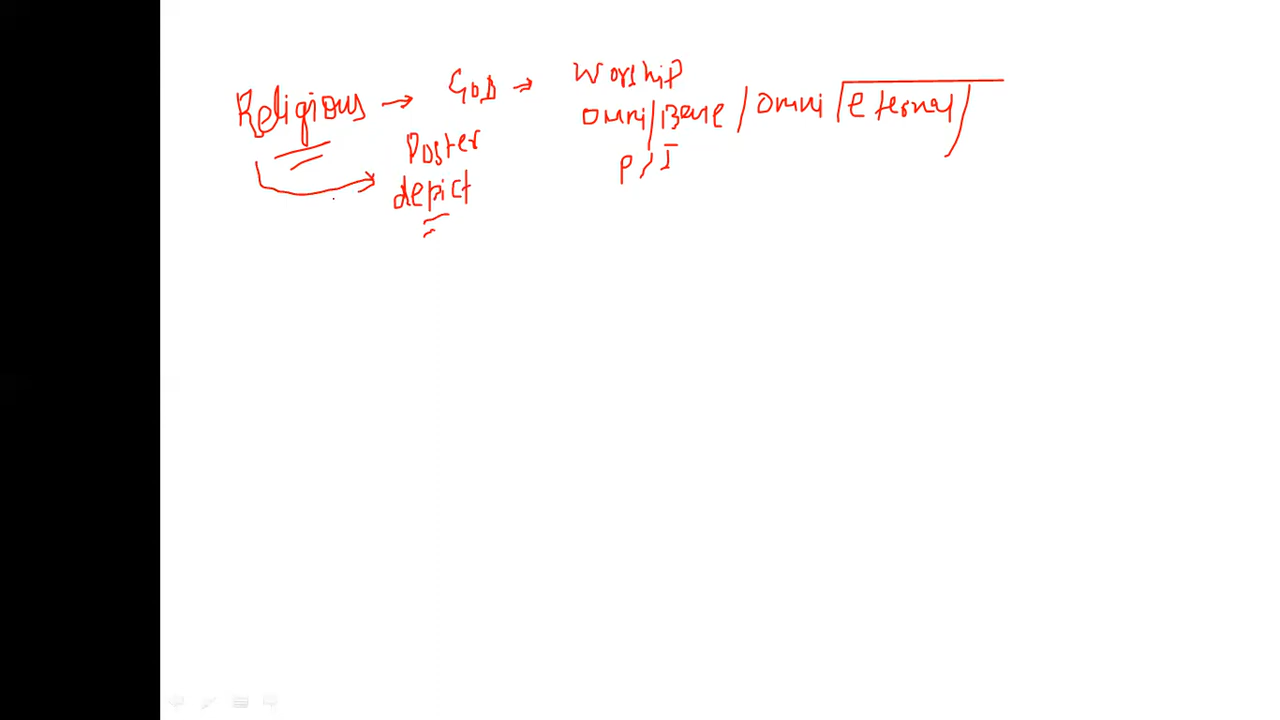 Religious → GOD → Worship
Omni/Bene/Omni/eternal/
P/I
Poster
depict